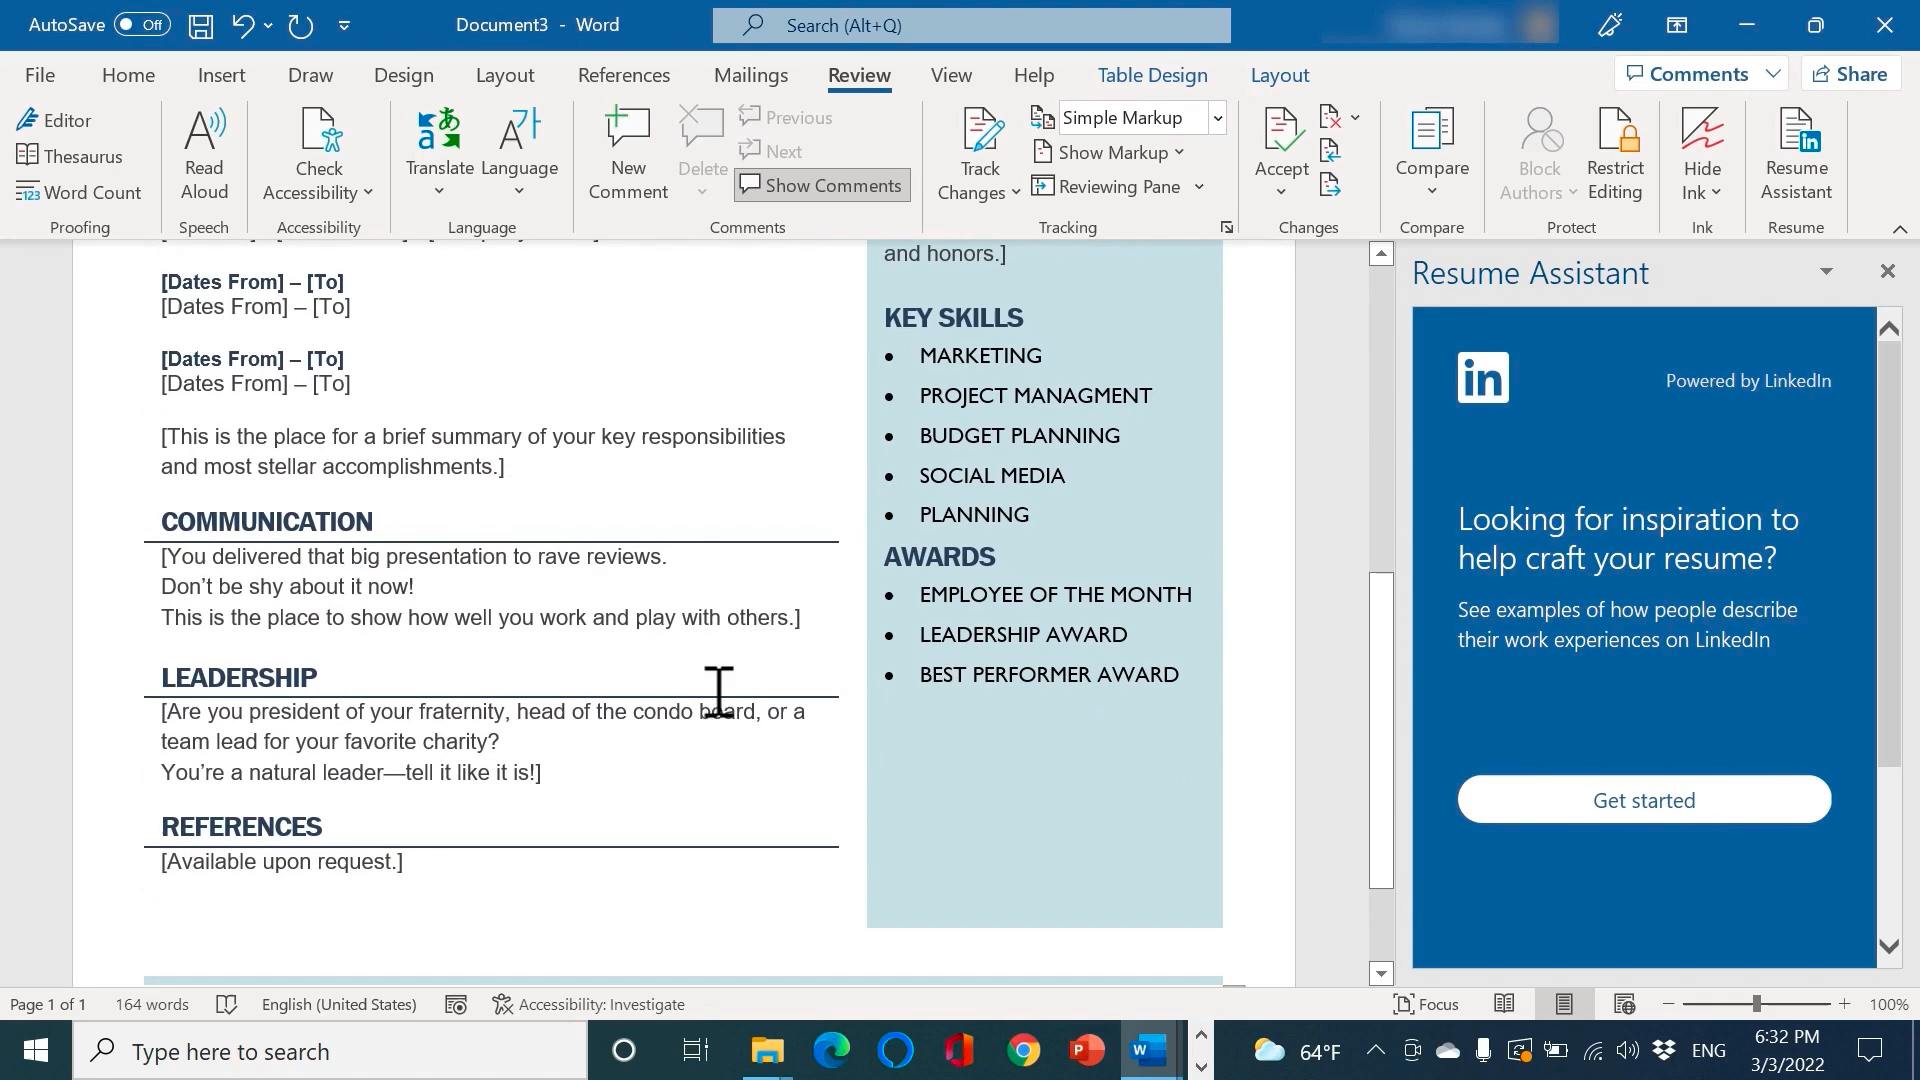 AutoSave Off Document3 - Word Search (Alt+Q)
File Home Insert Draw Design Layout References Mailings Review View Help Table Design Layout Comments Share
Editor
Thesaurus
Word Count
Proofing
Read
Aloud
Speech
Check
Accessibility
Accessibility
Translate
Language
Language
New
Comment
Delete
Previous
Next
Show Comments
Comments
Track
Changes
Simple Markup
Show Markup
Reviewing Pane
Tracking
Accept
Changes
Compare
Compare
Block
Authors
Restrict
Editing
Protect
Hide
Ink
Ink
Resume
Assistant
Resume
[Dates From] – [To]
[Dates From] – [To]
[Dates From] – [To]
[Dates From] – [To]
[This is the place for a brief summary of your key responsibilities
and most stellar accomplishments.]
COMMUNICATION
[You delivered that big presentation to rave reviews.
Don’t be shy about it now!
This is the place to show how well you work and play with others.]
LEADERSHIP
[Are you president of your fraternity, head of the condo board, or a
team lead for your favorite charity?
You’re a natural leader—tell it like it is!]
REFERENCES
[Available upon request.]
and honors.]
KEY SKILLS
• MARKETING
• PROJECT MANAGMENT
• BUDGET PLANNING
• SOCIAL MEDIA
• PLANNING
AWARDS
• EMPLOYEE OF THE MONTH
• LEADERSHIP AWARD
• BEST PERFORMER AWARD
Resume Assistant
in Powered by LinkedIn
Looking for inspiration to
help craft your resume?
See examples of how people describe
their work experiences on LinkedIn
Get started
Page 1 of 1 164 words English (United States) Accessibility: Investigate Focus 100%
Type here to search
64°F ENG
6:32 PM
3/3/2022